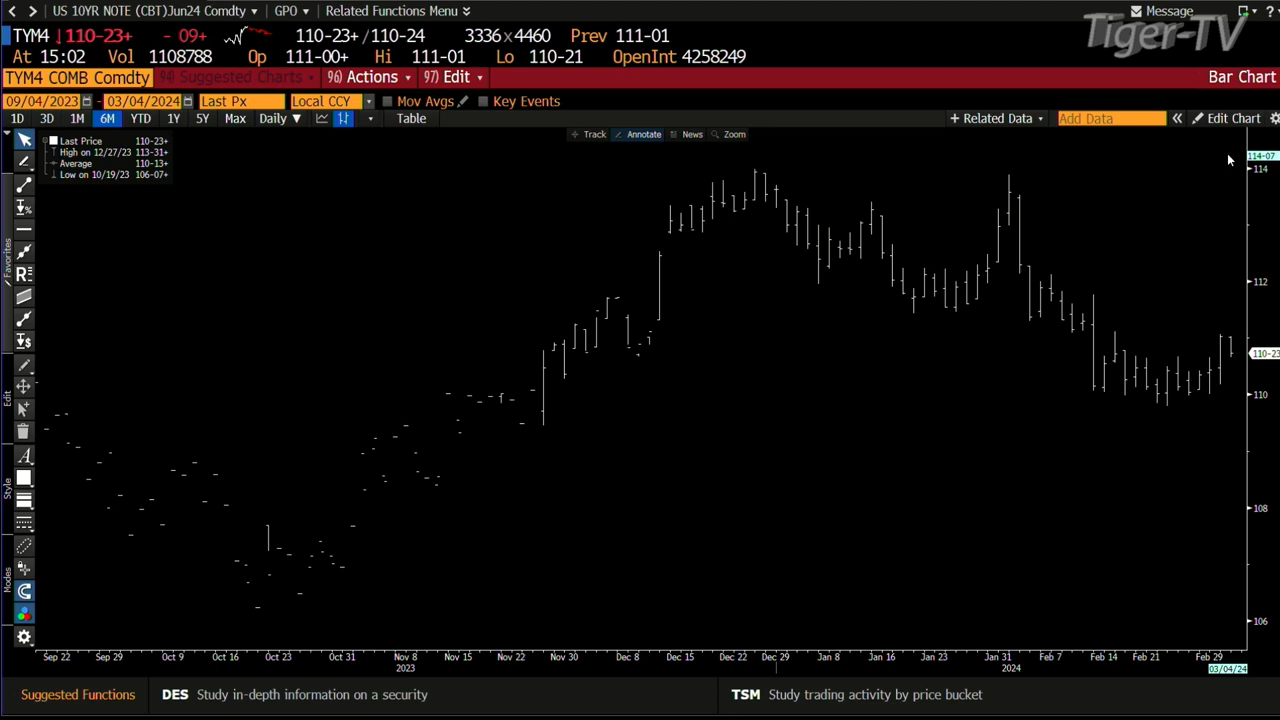 US 10YR NOTE (CBT)Jun24 Comdty GPO Related Functions Menu Message ?
Tiger-TV
TYM4 ↓110-23+ - 09+ 110-23+/110-24 3336×4460 Prev 111-01
At 15:02 Vol 1108788 Op 111-00+ Hi 111-01 Lo 110-21 OpenInt 4258249
TYM4 COMB Comdty 94) Suggested Charts 96) Actions 97) Edit Bar Chart
09/04/2023 - 03/04/2024 Last Px Local CCY Mov Avgs Key Events
1D 3D 1M 6M YTD 1Y 5Y Max Daily ▼ Table + Related Data Add Data « Edit Chart
Track Annotate News Zoom
Last Price 110-23+
High on 12/27/23 113-31+
Average 110-13+
Low on 10/19/23 106-07+
114-07
114
112
110-23
110
108
106
Favorites
Edit
Style
Modes
Sep 22 Sep 29 Oct 9 Oct 16 Oct 23 Oct 31 Nov 8 Nov 15 Nov 22 Nov 30 Dec 8 Dec 15 Dec 22 Dec 29 Jan 8 Jan 16 Jan 23 Jan 31 Feb 7 Feb 14 Feb 21 Feb 29
2023 2024 03/04/24
Suggested Functions DES Study in-depth information on a security TSM Study trading activity by price bucket